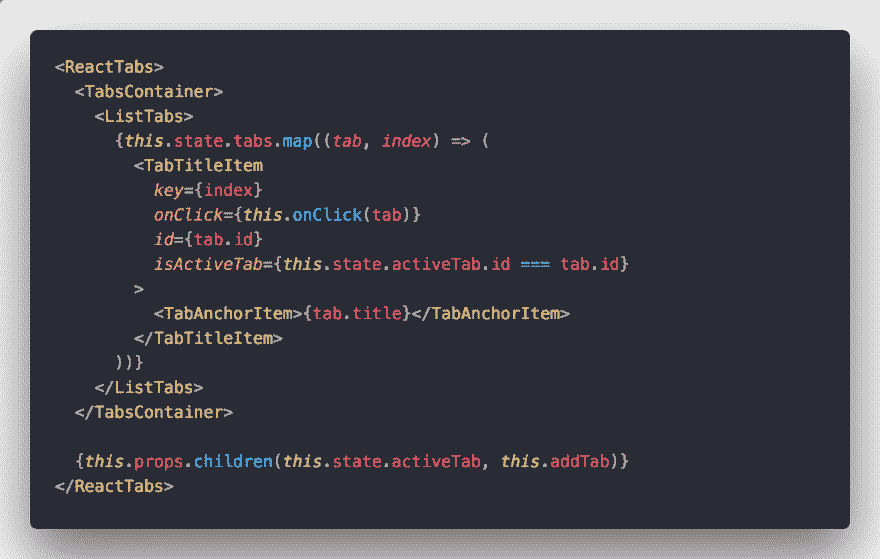 <ReactTabs>
  <TabsContainer>
    <ListTabs>
      {this.state.tabs.map((tab, index) => (
        <TabTitleItem
          key={index}
          onClick={this.onClick(tab)}
          id={tab.id}
          isActiveTab={this.state.activeTab.id === tab.id}
        >
          <TabAnchorItem>{tab.title}</TabAnchorItem>
        </TabTitleItem>
      ))}
    </ListTabs>
  </TabsContainer>

  {this.props.children(this.state.activeTab, this.addTab)}
</ReactTabs>